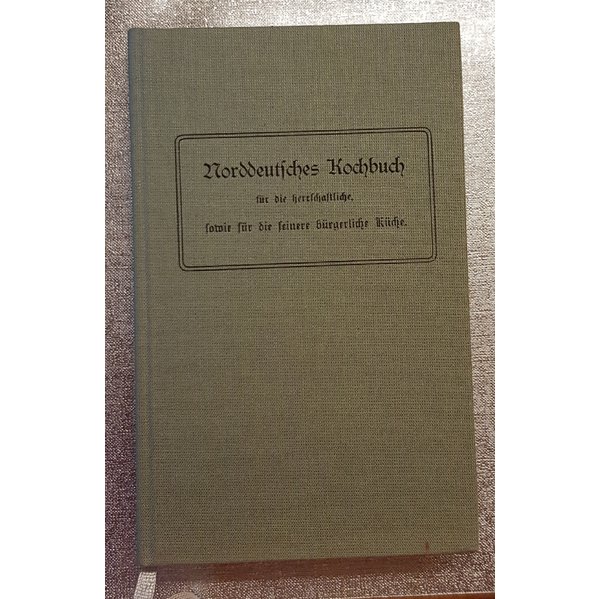 Norddeutſches Kochbuch
für die herrſchaftliche,
ſowie für die feinere bürgerliche Küche.